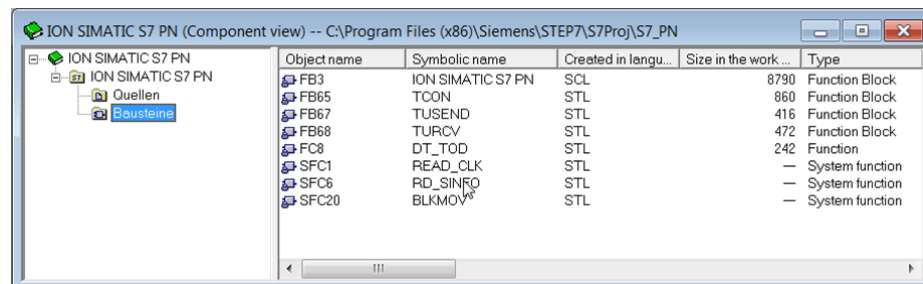 ION SIMATIC S7 PN (Component view) -- C:\Program Files (x86)\Siemens\STEP7\S7Proj\S7_PN
ION SIMATIC S7 PN
ION SIMATIC S7 PN
Quellen
Bausteine
Object name Symbolic name Created in langu... Size in the work ... Type
FB3 ION SIMATIC S7 PN SCL 8790 Function Block
FB65 TCON STL 860 Function Block
FB67 TUSEND STL 416 Function Block
FB68 TURCV STL 472 Function Block
FC8 DT_TOD STL 242 Function
SFC1 READ_CLK STL — System function
SFC6 RD_SINFO STL — System function
SFC20 BLKMOV STL — System function